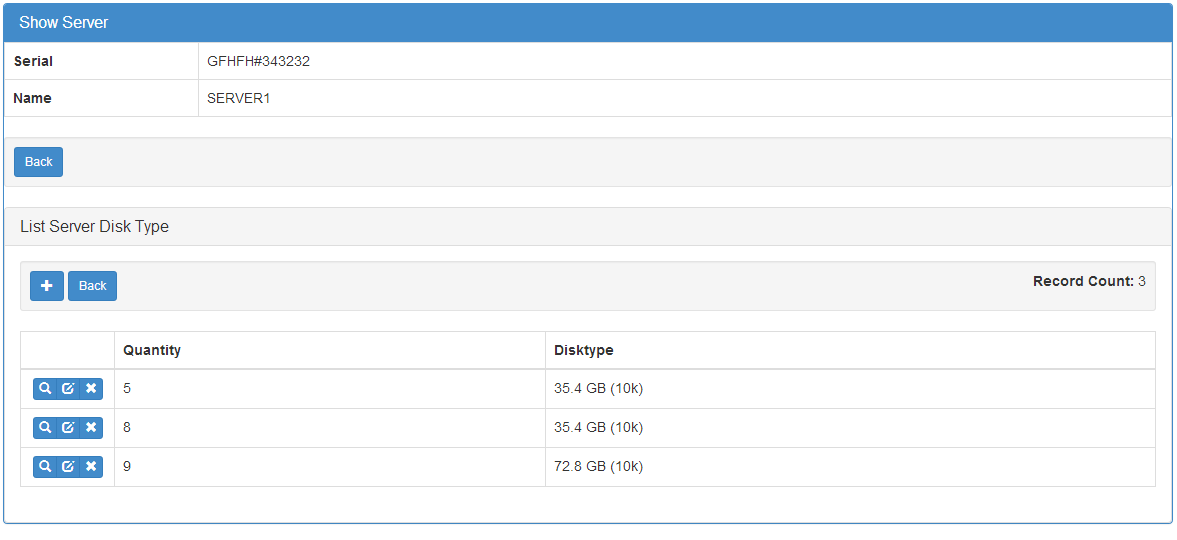 Show Server
Serial GFHFH#343232
Name SERVER1
Back
List Server Disk Type
Back Record Count: 3
Quantity Disktype
5 35.4 GB (10k)
8 35.4 GB (10k)
9 72.8 GB (10k)